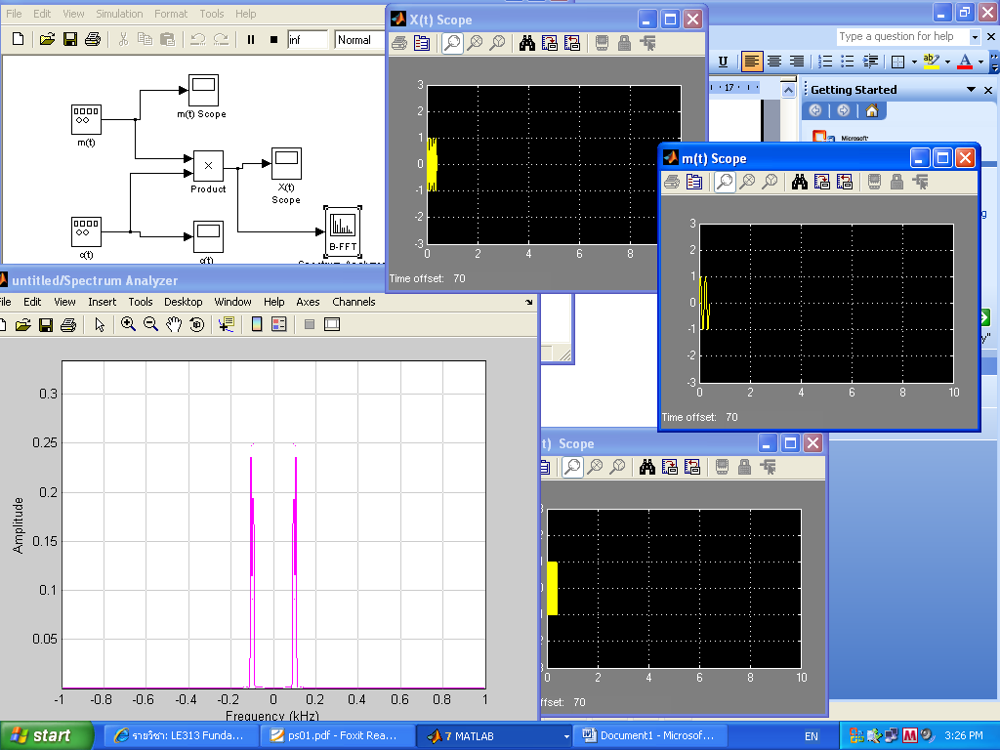 File Edit View Simulation Format Tools Help
inf Normal
m(t) Scope
m(t)
Product
X(t)
Scope
c(t)
B-FFT
X(t) Scope
3
2
1
0
-1
-2
-3
0 2 4 6 8
Time offset: 70
Type a question for help
U
17
Getting Started
Microsoft
m(t) Scope
3
2
1
0
-1
-2
-3
0 2 4 6 8 10
Time offset: 70
untitled/Spectrum Analyzer
File Edit View Insert Tools Desktop Window Help Axes Channels
0.3
0.25
0.2
0.15
0.1
0.05
Amplitude
-1 -0.8 -0.6 -0.4 -0.2 0 0.2 0.4 0.6 0.8 1
Frequency (kHz)
t) Scope
0 2 4 6 8 10
ffset: 70
start
รายวิชา: LE313 Funda...
ps01.pdf - Foxit Rea...
7 MATLAB
Document1 - Microsof...
EN
3:26 PM